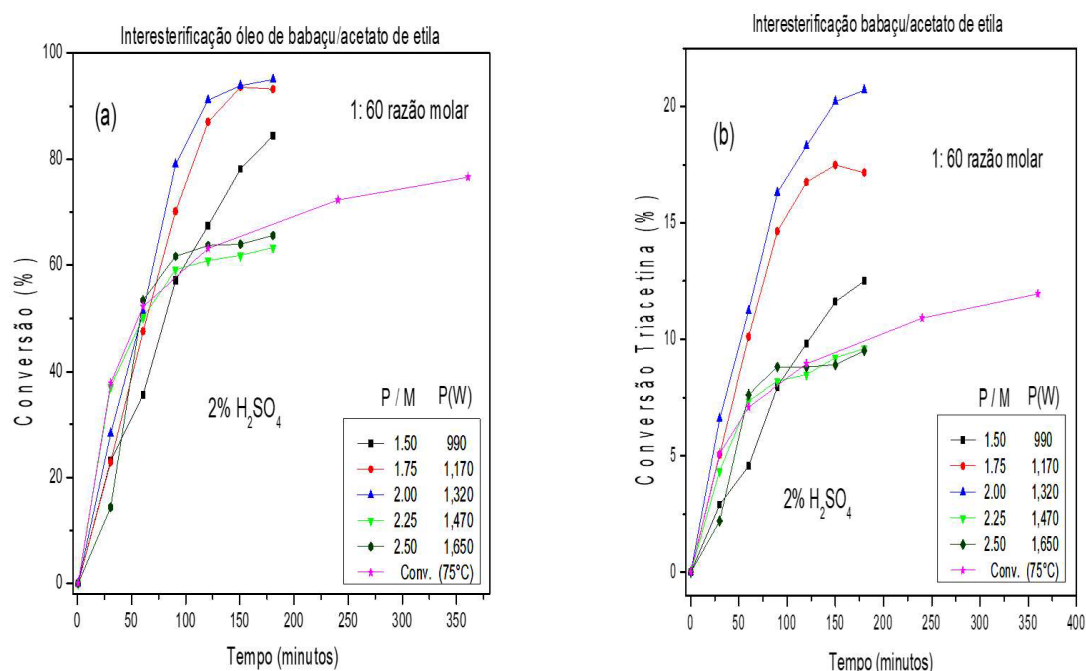 Interesterificação óleo de babaçu/acetato de etila
(a)
1: 60 razão molar
2% H₂SO₄
Conversão (%)
100
80
60
40
20
0
P / M P(W)
1.50 990
1.75 1,170
2.00 1,320
2.25 1,470
2.50 1,650
Conv. (75°C)
0 50 100 150 200 250 300 350
Tempo (minutos)
Interesterificação babaçu/acetato de etila
(b)
1: 60 razão molar
2% H₂SO₄
Conversão Triacetina (%)
20
15
10
5
0
P / M P(W)
1.50 990
1.75 1,170
2.00 1,320
2.25 1,470
2.50 1,650
Conv. (75°C)
0 50 100 150 200 250 300 350 400
Tempo (minutos)